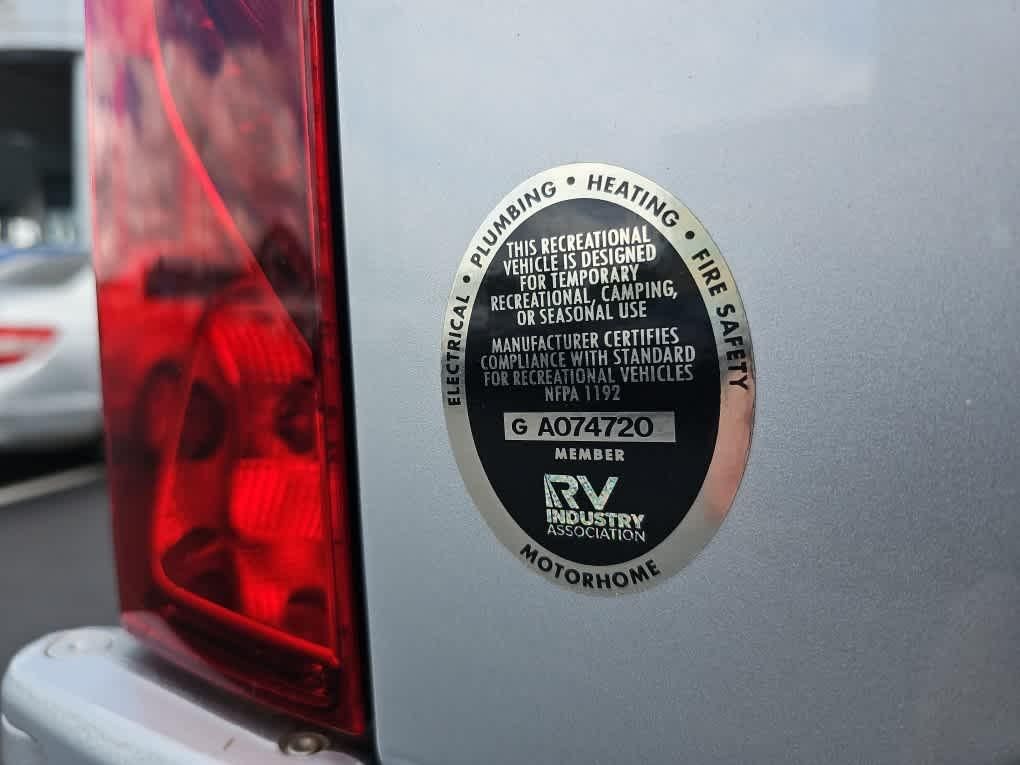 ELECTRICAL • PLUMBING • HEATING • FIRE SAFETY
THIS RECREATIONAL
VEHICLE IS DESIGNED
FOR TEMPORARY
RECREATIONAL, CAMPING,
OR SEASONAL USE
MANUFACTURER CERTIFIES
COMPLIANCE WITH STANDARD
FOR RECREATIONAL VEHICLES
NFPA 1192
G A074720
MEMBER
RV
INDUSTRY
ASSOCIATION
MOTORHOME